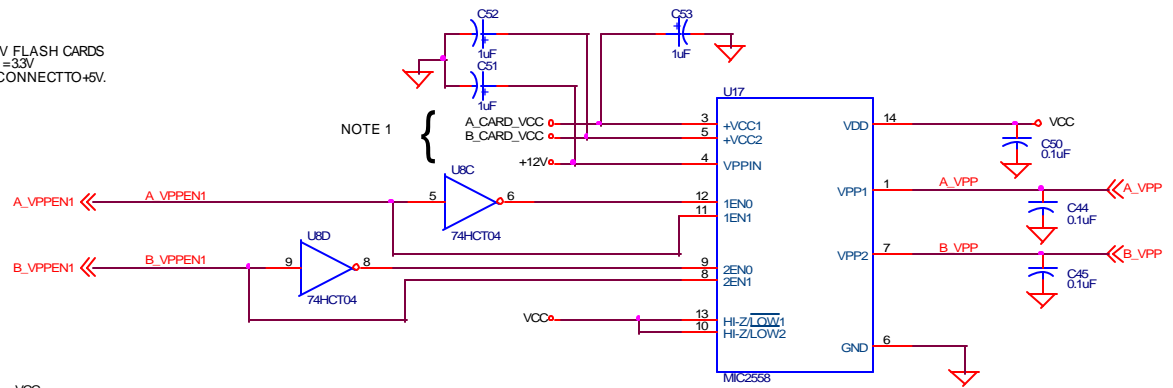 V FLASH CARDS
=3.3V
CONNECTTO+5V.
C52
1uF
C51
1uF
C53
1uF
NOTE 1
{
A_CARD_VCC
B_CARD_VCC
+12V
U17
3 +VCC1
5 +VCC2
4 VPPIN
12 1EN0
11 1EN1
9 2EN0
8 2EN1
13 HI-Z/LOW1
10 HI-Z/LOW2
VDD 14
VPP1 1
VPP2 7
GND 6
MIC2558
VCC
C50
0.1uF
A_VPP
A_VPP
C44
0.1uF
B_VPP
B_VPP
C45
0.1uF
A_VPPEN1
A_VPPEN1
U8C
5
6
74HCT04
B_VPPEN1
B_VPPEN1
U8D
9
8
74HCT04
VCC
VCC